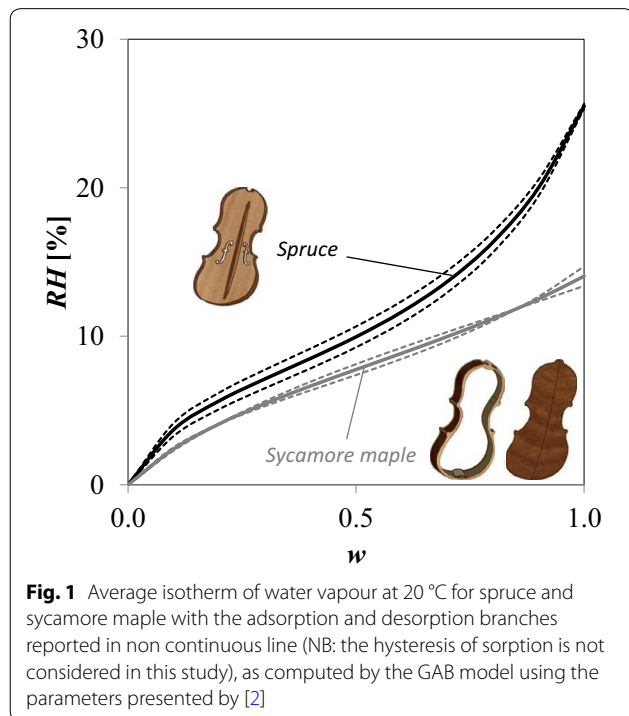 30
20
10
0
RH [%]
Spruce
Sycamore maple
0.0
0.5
1.0
w
Fig. 1 Average isotherm of water vapour at 20 °C for spruce and
sycamore maple with the adsorption and desorption branches
reported in non continuous line (NB: the hysteresis of sorption is not
considered in this study), as computed by the GAB model using the
parameters presented by [2]